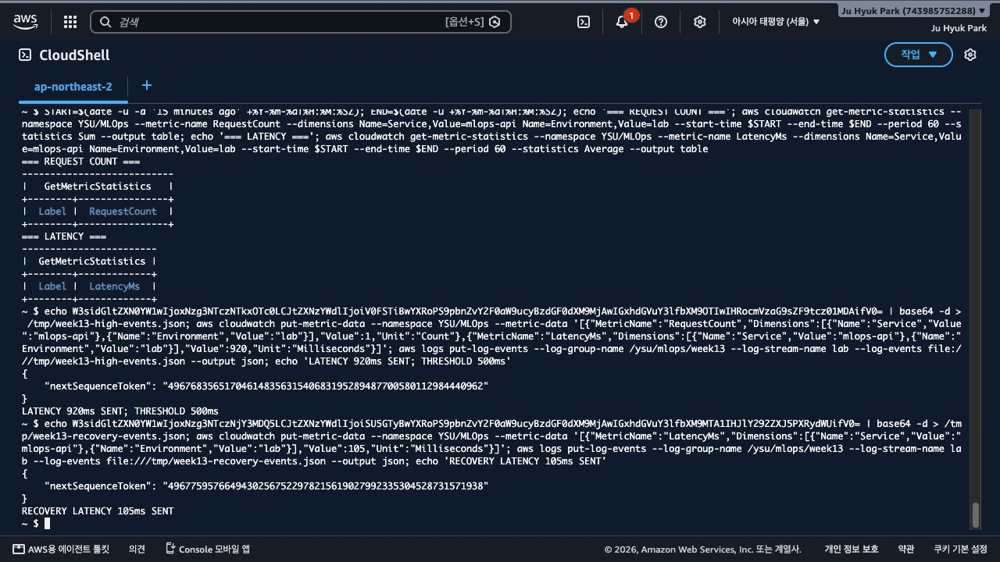 aws
검색
[옵션+S]
1
아시아 태평양 (서울)
Ju Hyuk Park (743985752288)
Ju Hyuk Park
CloudShell
작업
ap-northeast-2
+
~ $ START=$(date -u -d '15 minutes ago' +%Y-%m-%dT%H:%M:%SZ); END=$(date -u +%Y-%m-%dT%H:%M:%SZ); echo '=== REQUEST COUNT ==='; aws cloudwatch get-metric-statistics --
namespace YSU/MLOps --metric-name RequestCount --dimensions Name=Service,Value=mlops-api Name=Environment,Value=lab --start-time $START --end-time $END --period 60 --s
tatistics Sum --output table; echo '=== LATENCY ==='; aws cloudwatch get-metric-statistics --namespace YSU/MLOps --metric-name LatencyMs --dimensions Name=Service,Valu
e=mlops-api Name=Environment,Value=lab --start-time $START --end-time $END --period 60 --statistics Average --output table
=== REQUEST COUNT ===
---------------------------
|   GetMetricStatistics   |
+--------+----------------+
|  Label |  RequestCount  |
+--------+----------------+
=== LATENCY ===
------------------------
|  GetMetricStatistics |
+--------+-------------+
|  Label |  LatencyMs  |
+--------+-------------+
~ $ echo | base64 -d >
/tmp/week13-high-events.json; aws cloudwatch put-metric-data --namespace YSU/MLOps --metric-data '[{"MetricName":"RequestCount","Dimensions":[{"Name":"Service","Value"
:"mlops-api"},{"Name":"Environment","Value":"lab"}],"Value":1,"Unit":"Count"},{"MetricName":"LatencyMs","Dimensions":[{"Name":"Service","Value":"mlops-api"},{"Name":"
Environment","Value":"lab"}],"Value":920,"Unit":"Milliseconds"}]'; aws logs put-log-events --log-group-name /ysu/mlops/week13 --log-stream-name lab --log-events file:/
//tmp/week13-high-events.json --output json; echo 'LATENCY 920ms SENT; THRESHOLD 500ms'
{
    "nextSequenceToken": "49676835651704614835631540683195289487700580112984440962"
}
LATENCY 920ms SENT; THRESHOLD 500ms
~ $ echo | base64 -d > /tm
p/week13-recovery-events.json; aws cloudwatch put-metric-data --namespace YSU/MLOps --metric-data '[{"MetricName":"LatencyMs","Dimensions":[{"Name":"Service","Value":"
mlops-api"},{"Name":"Environment","Value":"lab"}],"Value":105,"Unit":"Milliseconds"}]'; aws logs put-log-events --log-group-name /ysu/mlops/week13 --log-stream-name la
b --log-events file:///tmp/week13-recovery-events.json --output json; echo 'RECOVERY LATENCY 105ms SENT'
{
    "nextSequenceToken": "49677595766494302567522978215619027992335304528731571938"
}
RECOVERY LATENCY 105ms SENT
~ $
AWS용 에이전트 툴킷
의견
Console 모바일 앱
© 2026, Amazon Web Services, Inc. 또는 계열사.
개인 정보 보호
약관
쿠키 기본 설정